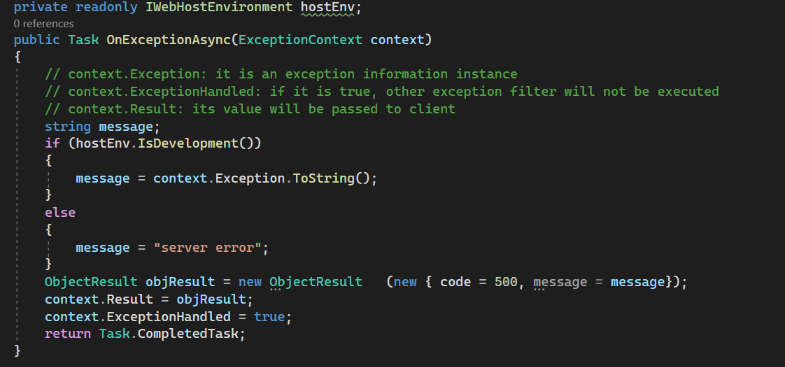 private readonly IWebHostEnvironment hostEnv;
0 references
public Task OnExceptionAsync(ExceptionContext context)
{
    // context.Exception: it is an exception information instance
    // context.ExceptionHandled: if it is true, other exception filter will not be executed
    // context.Result: its value will be passed to client
    string message;
    if (hostEnv.IsDevelopment())
    {
        message = context.Exception.ToString();
    }
    else
    {
        message = "server error";
    }
    ObjectResult objResult = new ObjectResult   (new { code = 500, message = message});
    context.Result = objResult;
    context.ExceptionHandled = true;
    return Task.CompletedTask;
}